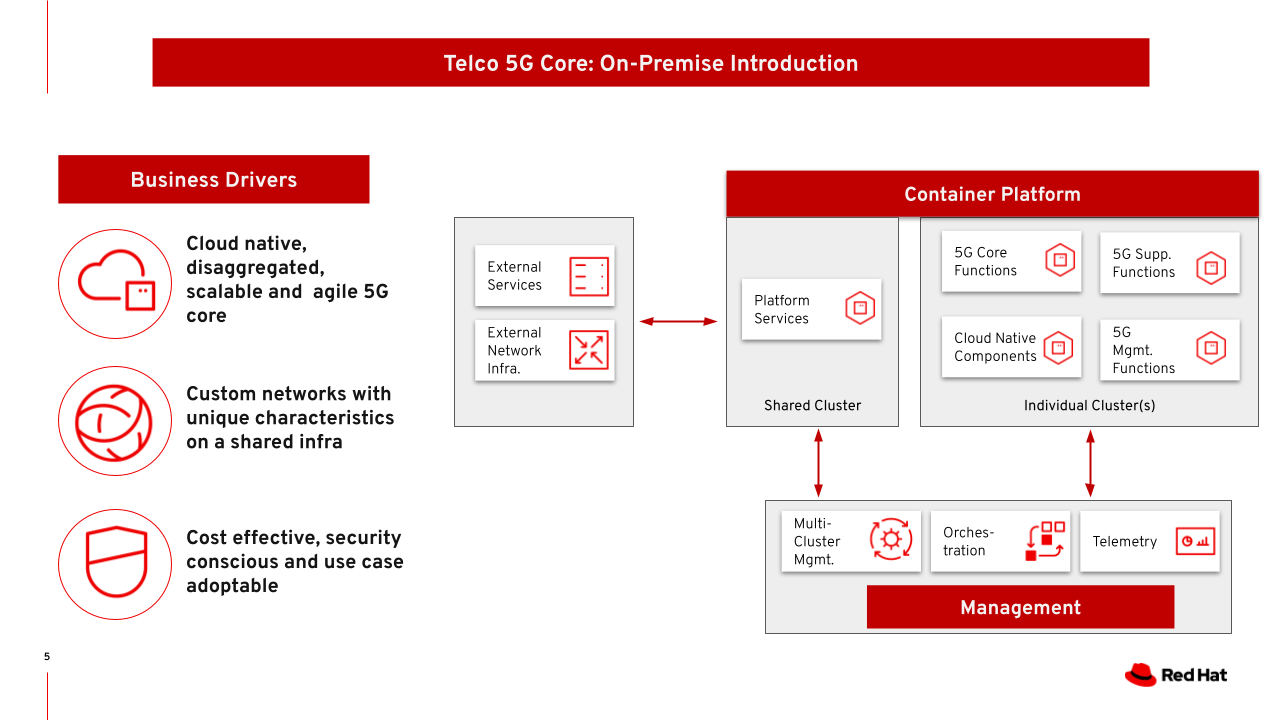 Telco 5G Core: On-Premise Introduction
Business Drivers
Cloud native,
disaggregated,
scalable and  agile 5G
core
Custom networks with
unique characteristics
on a shared infra
Cost effective, security
conscious and use case
adoptable
External
Services
External
Network
Infra.
Container Platform
Platform
Services
Shared Cluster
5G Core
Functions
5G Supp.
Functions
Cloud Native
Components
5G
Mgmt.
Functions
Individual Cluster(s)
Multi-
Cluster
Mgmt.
Orches-
tration
Telemetry
Management
5
Red Hat